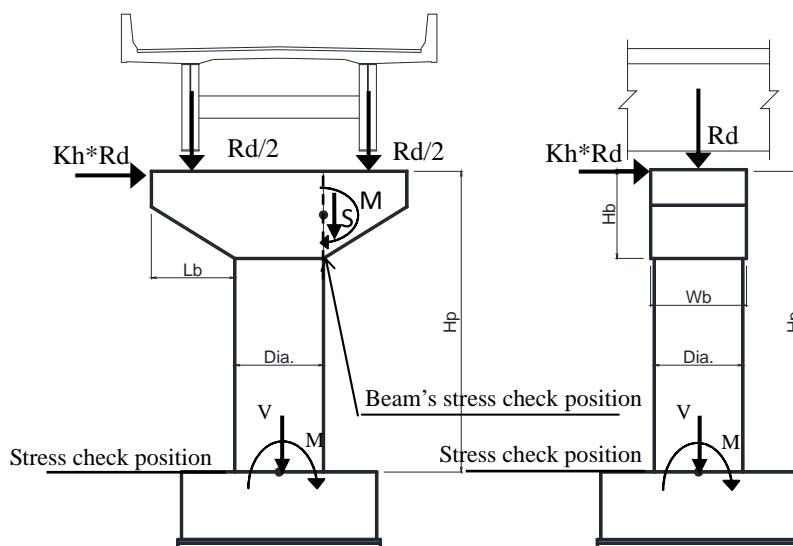 Kh*Rd
Rd/2
Rd/2
M
S
Lb
Hp
Dia.
Beam's stress check position
V
M
Stress check position
Rd
Kh*Rd
Hb
Wb
Dia.
Stress check position
V
M